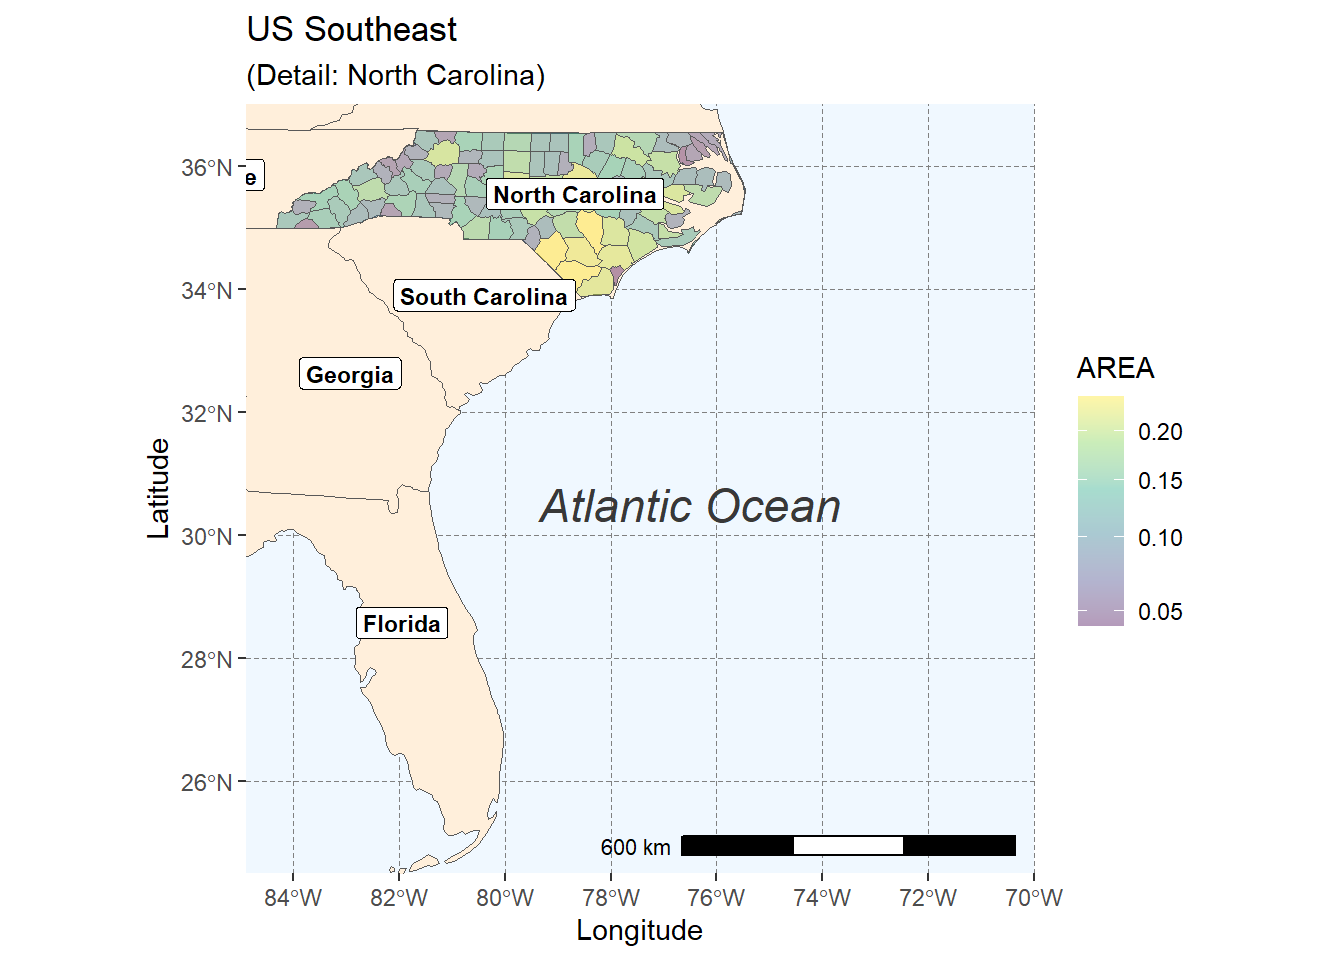 US Southeast
(Detail: North Carolina)
36°N
34°N
32°N
30°N
28°N
26°N
Latitude
e
North Carolina
South Carolina
Georgia
Florida
Atlantic Ocean
600 km
84°W
82°W
80°W
78°W
76°W
74°W
72°W
70°W
Longitude
AREA
0.20
0.15
0.10
0.05